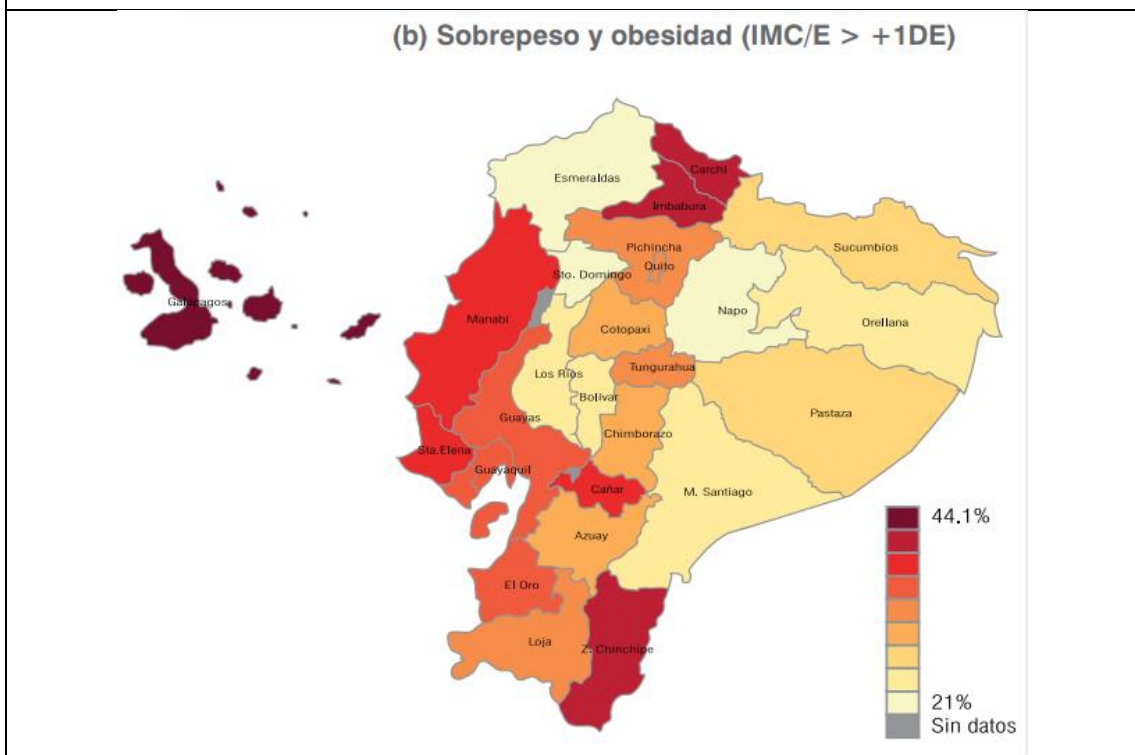 (b) Sobrepeso y obesidad (IMC/E > +1DE)
Carchi
Esmeraldas
Imbabura
Pichincha
Sucumbíos
Quito
Sto. Domingo
Galápagos
Napo
Manabí
Cotopaxi
Orellana
Tungurahua
Los Ríos
Bolívar
Pastaza
Guayas
Chimborazo
Sta.Elena
Guayaquil
Cañar
M. Santiago
44.1%
Azuay
El Oro
Loja
Z. Chinchipe
21%
Sin datos